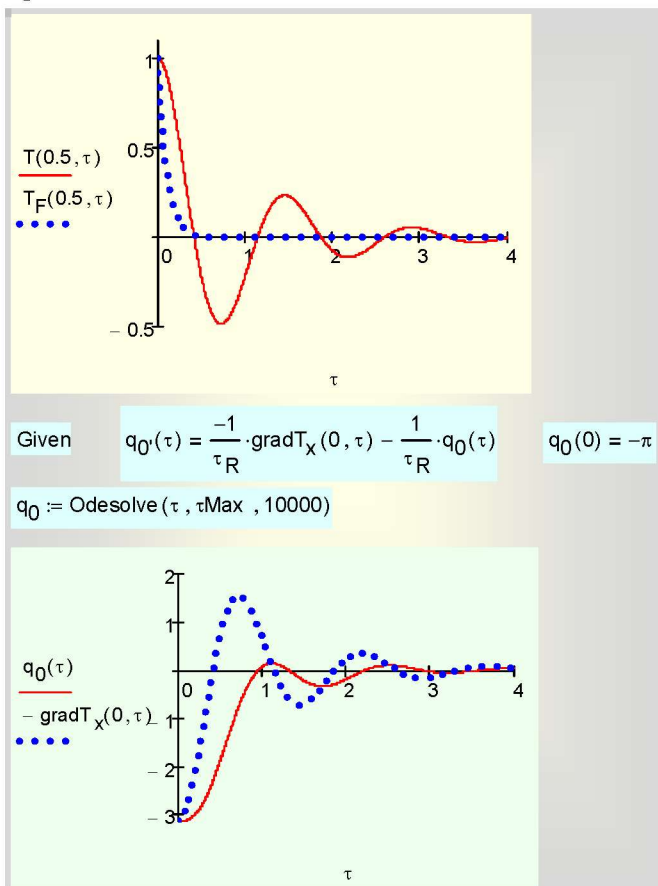 1
0.5
T(0.5, τ)
T_F(0.5, τ)
0 1 2 3 4
− 0.5
τ
Given q_0'(τ) = -1/τ_R · gradT_x(0, τ) − 1/τ_R · q_0(τ) q_0(0) = −π
q_0 := Odesolve(τ, τMax, 10000)
2
1
q_0(τ)
0 1 2 3 4
− gradT_x(0, τ)
− 1
− 2
− 3
τ